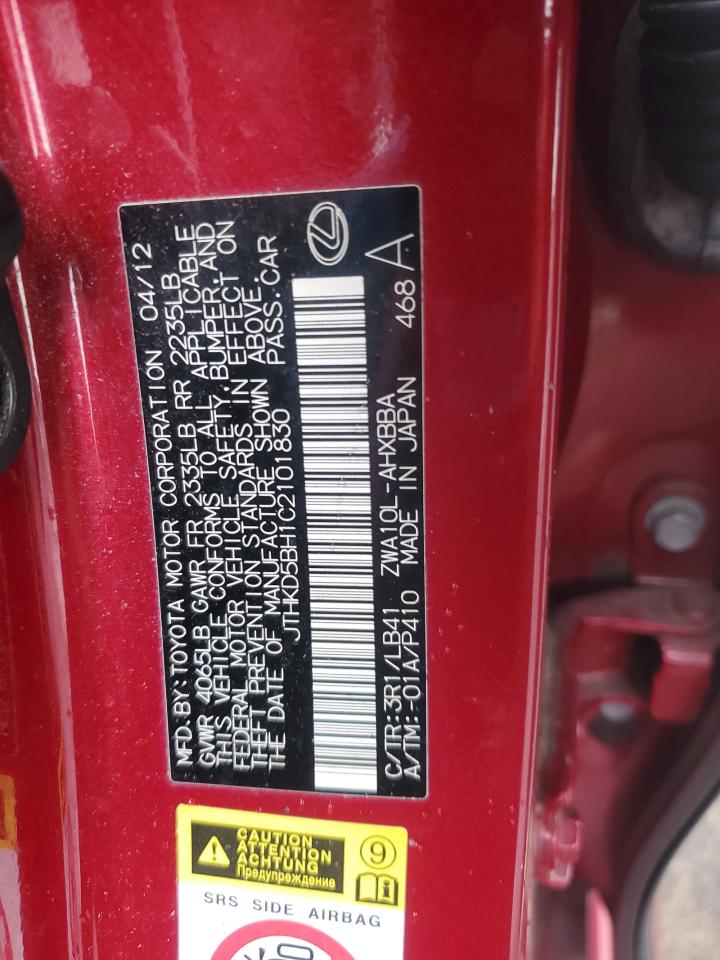 MFD.BY:TOYOTA MOTOR CORPORATION 04/12
GVWR 4065LB GAWR FR 2335LB RR 2235LB
THIS VEHICLE CONFORMS TO ALL APPLICABLE
FEDERAL MOTOR VEHICLE SAFETY,BUMPER,AND
THEFT PREVENTION STANDARDS IN EFFECT ON
THE DATE OF MANUFACTURE SHOWN ABOVE.
JTHKD5BH1C2101830 PASS.CAR
C/TR:3R1/LB41 ZWA10L-AHXBBA 468 A
A/TM:-01A/P410 MADE IN JAPAN
CAUTION
ATTENTION
ACHTUNG
Предупреждение
9
SRS SIDE AIRBAG